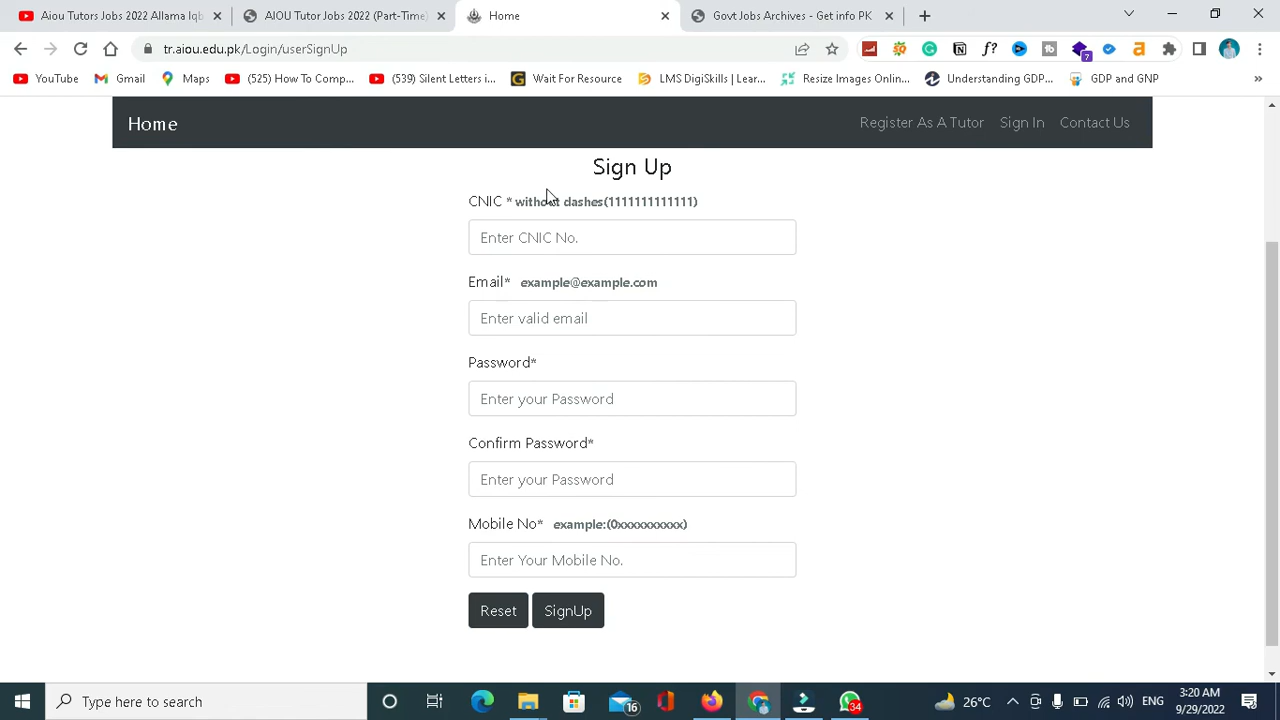 Aiou Tutors Jobs 2022 Allama Iqb
AIOU Tutor Jobs 2022 (Part-Time)
Home
Govt Jobs Archives - Get info PK
tr.aiou.edu.pk/Login/userSignUp
7
YouTube
Gmail
Maps
(525) How To Comp...
(539) Silent Letters i...
Wait For Resource
LMS DigiSkills | Lear...
Resize Images Onlin...
Understanding GDP...
GDP and GNP
Home
Register As A Tutor
Sign In
Contact Us
Sign Up
CNIC * without dashes(1111111111111)
Enter CNIC No.
Email* example@example.com
Enter valid email
Password*
Enter your Password
Confirm Password*
Enter your Password
Mobile No* example:(0xxxxxxxxxx)
Enter Your Mobile No.
Reset
SignUp
Type here to search
16
34
26°C
ENG
3:20 AM
9/29/2022